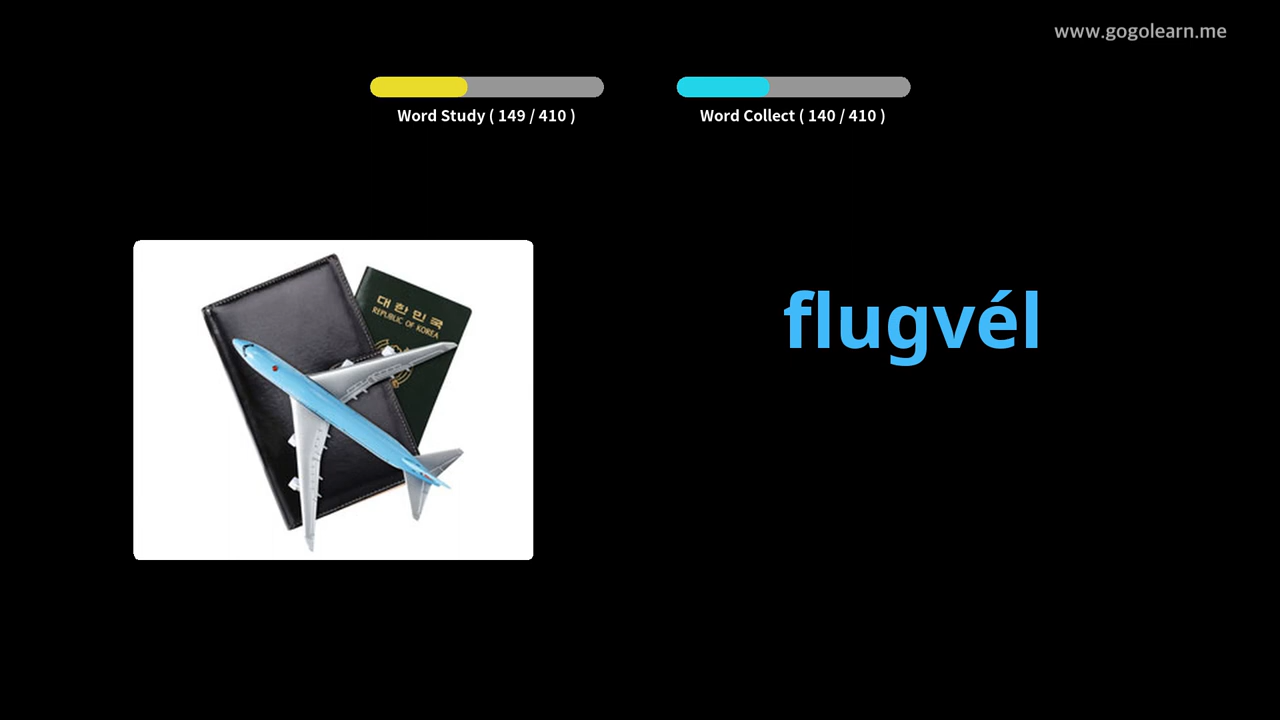 www.gogolearn.me
Word Study ( 149 / 410 )
Word Collect ( 140 / 410 )
대한민국
REPUBLIC OF KOREA
flugvél